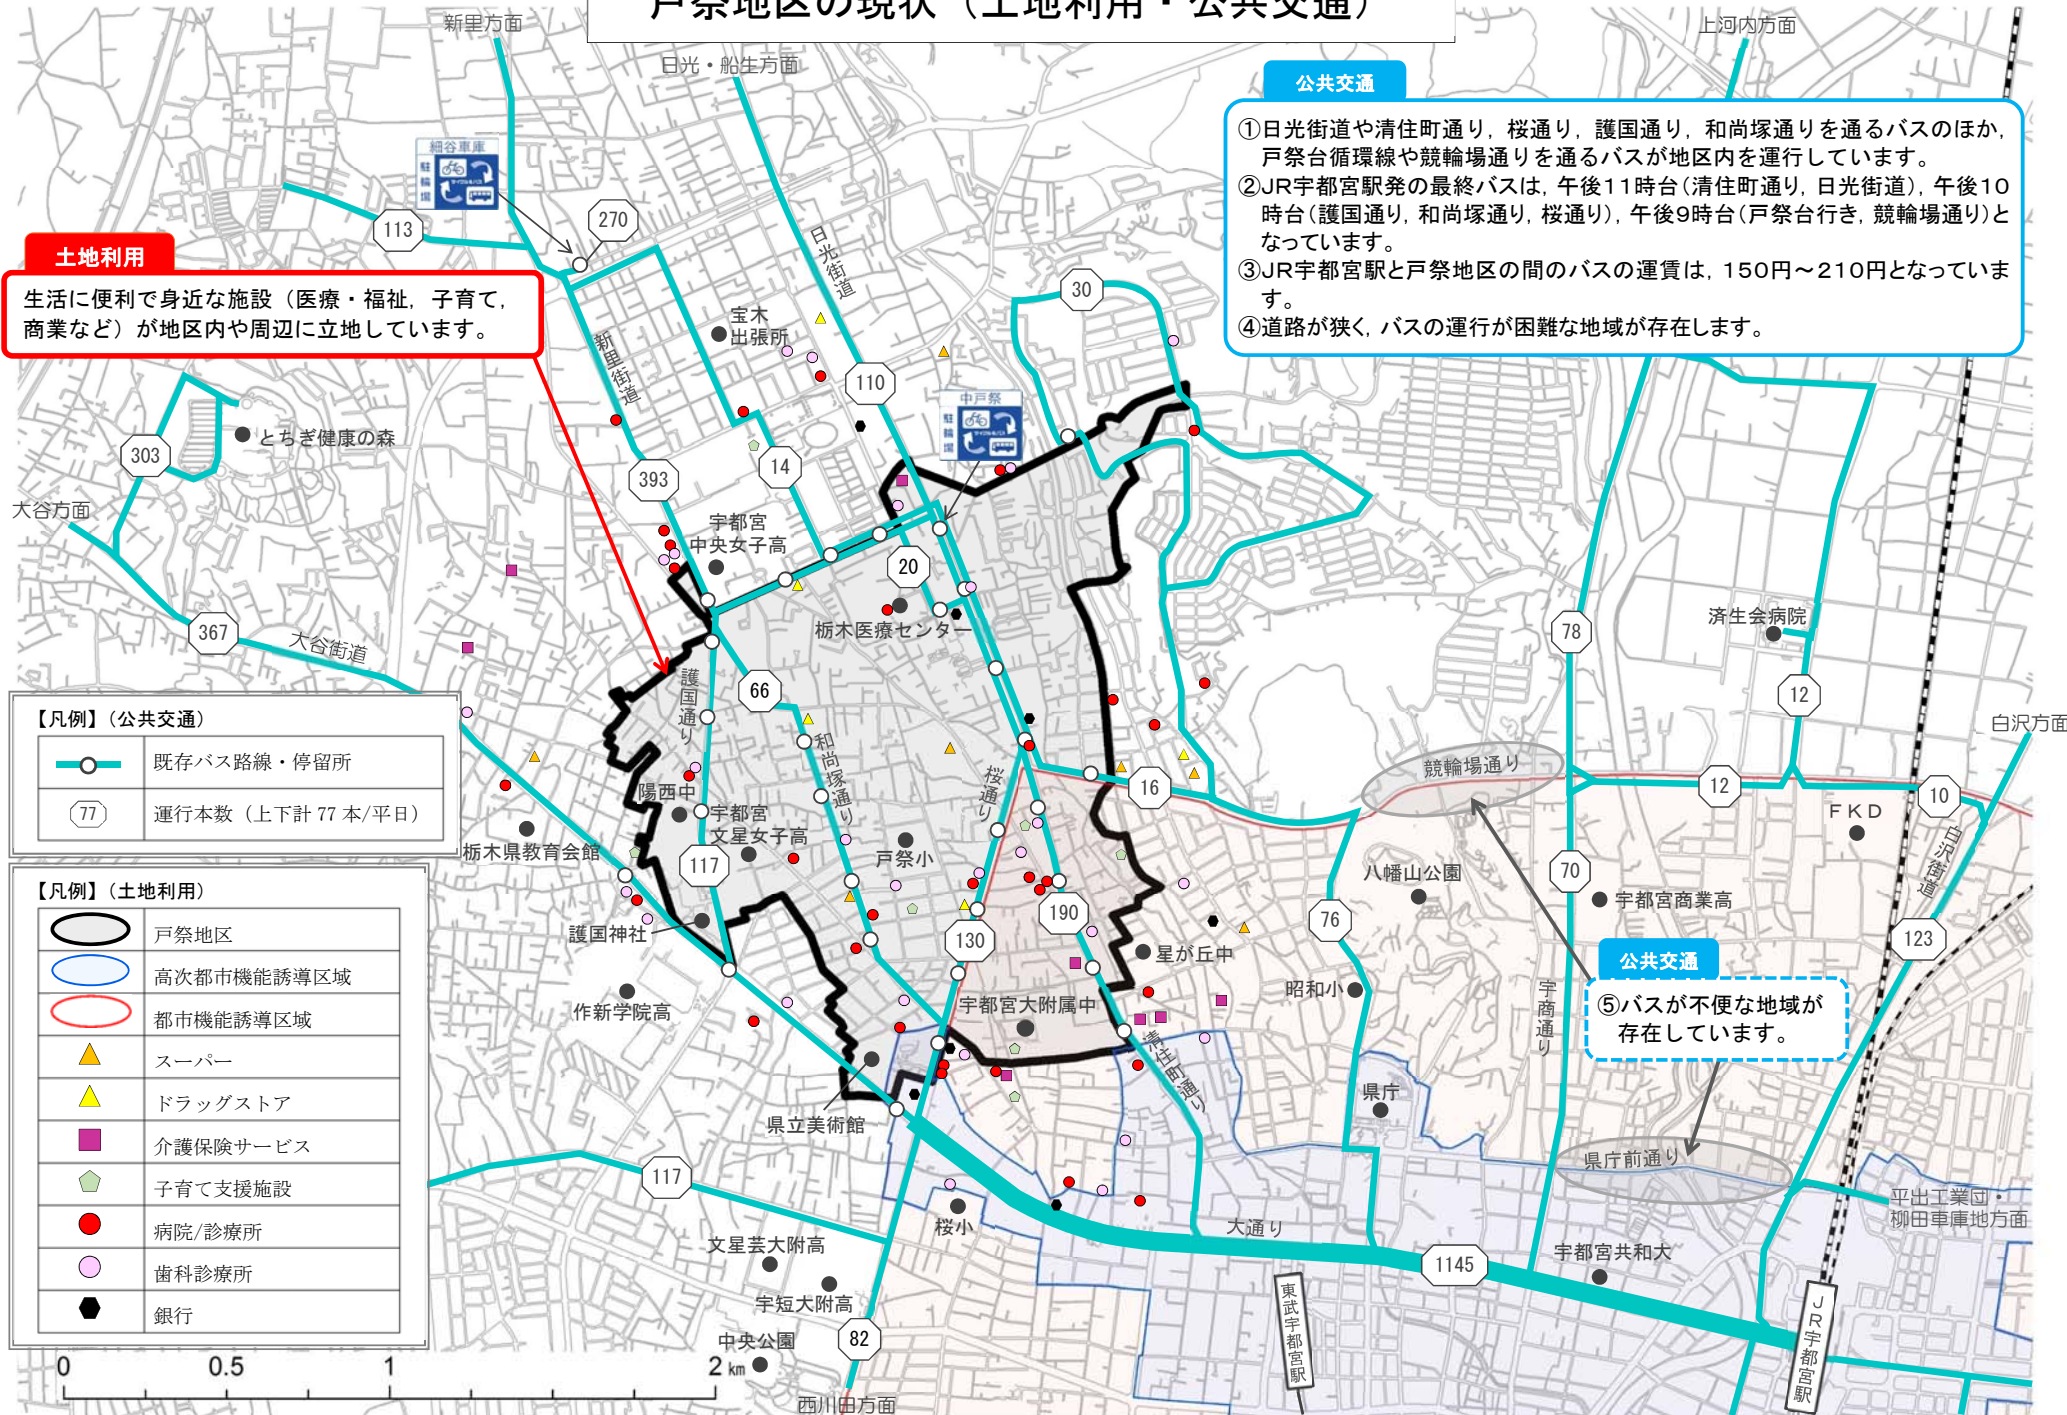 戸祭地区の現状（土地利用・公共交通）
新里方面
日光・船生方面
上河内方面
公共交通
①日光街道や清住町通り，桜通り，護国通り，和尚塚通りを通るバスのほか，
戸祭台循環線や競輪場通りを通るバスが地区内を運行しています。
②JR宇都宮駅発の最終バスは，午後11時台（清住町通り，日光街道），午後10
時台（護国通り，和尚塚通り，桜通り），午後9時台（戸祭台行き，競輪場通り）と
なっています。
③JR宇都宮駅と戸祭地区の間のバスの運賃は，150円～210円となっていま
す。
④道路が狭く，バスの運行が困難な地域が存在します。
細谷車庫
駐輪場
サイクル&バス
270
113
土地利用
生活に便利で身近な施設（医療・福祉，子育て，
商業など）が地区内や周辺に立地しています。
日光街道
30
宝木
出張所
新里街道
110
中戸祭
駐輪場
サイクル&バス
とちぎ健康の森
303
393
14
大谷方面
宇都宮
中央女子高
20
栃木医療センター
367
大谷街道
78
済生会病院
12
白沢方面
護国通り
66
和尚塚通り
桜通り
競輪場通り
16
12
10
【凡例】（公共交通）
既存バス路線・停留所
77
運行本数（上下計 77 本/平日）
陽西中
宇都宮
文星女子高
戸祭小
栃木県教育会館
117
FKD
白沢街道
八幡山公園
70
宇都宮商業高
76
190
130
123
護国神社
星が丘中
公共交通
⑤バスが不便な地域が
存在しています。
昭和小
宇商通り
作新学院高
宇都宮大附属中
清住町通り
県庁
県立美術館
県庁前通り
【凡例】（土地利用）
戸祭地区
高次都市機能誘導区域
都市機能誘導区域
スーパー
ドラッグストア
介護保険サービス
子育て支援施設
病院/診療所
歯科診療所
銀行
117
桜小
大通り
平出工業団・
柳田車庫地方面
文星芸大附高
1145
宇都宮共和大
宇短大附高
東武宇都宮駅
JR宇都宮駅
中央公園
82
0 0.5 1 2 km
西川田方面